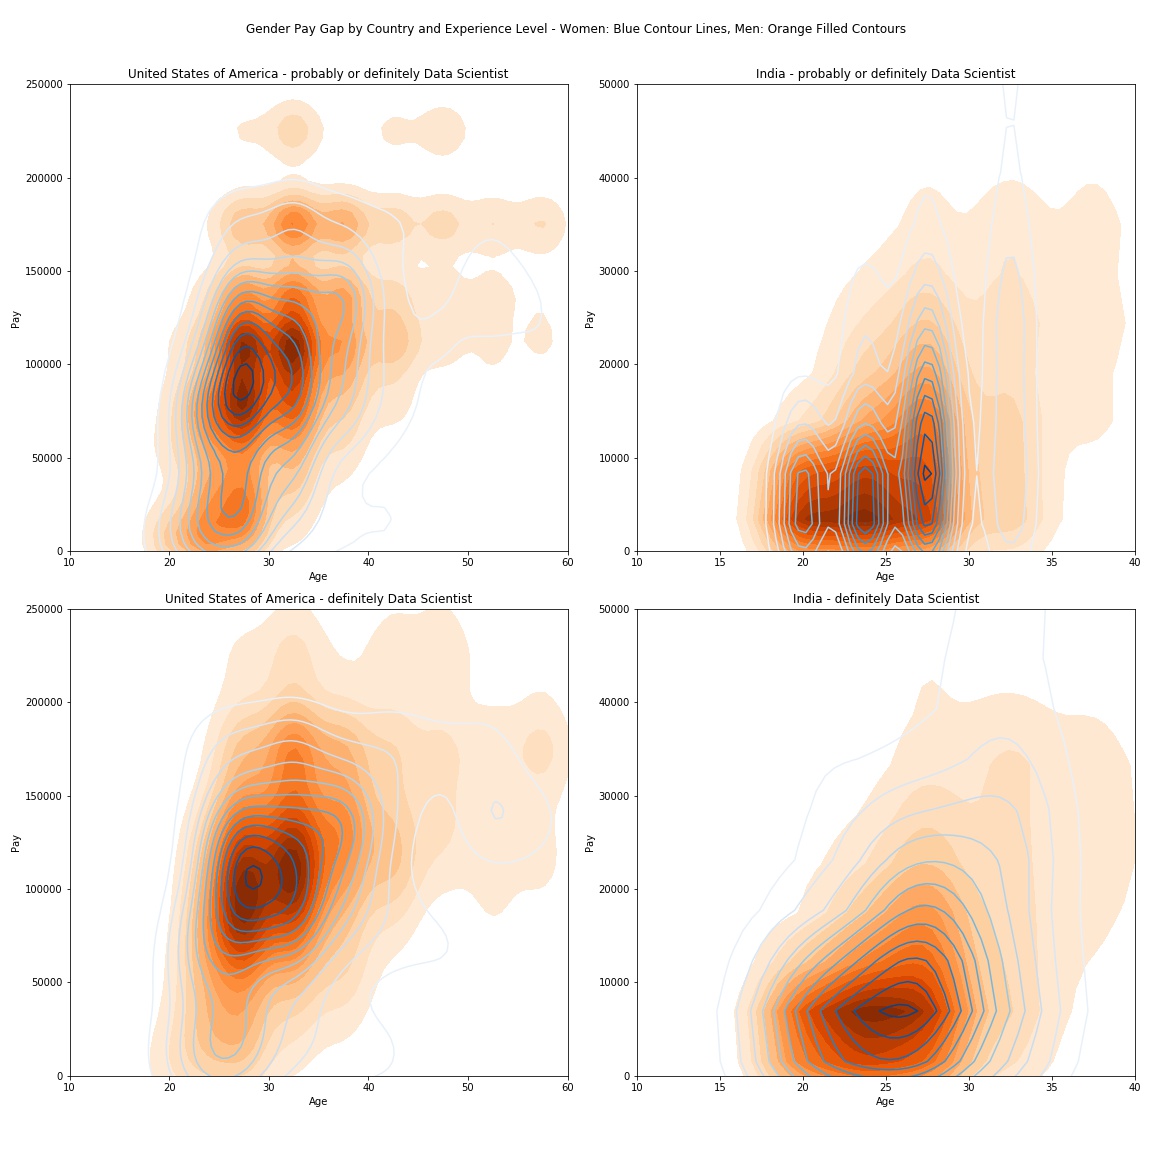 Gender Pay Gap by Country and Experience Level - Women: Blue Contour Lines, Men: Orange Filled Contours
United States of America - probably or definitely Data Scientist
250000
200000
150000
100000
50000
0
Pay
10 20 30 40 50 60
Age
India - probably or definitely Data Scientist
50000
40000
30000
20000
10000
0
Pay
10 15 20 25 30 35 40
Age
United States of America - definitely Data Scientist
250000
200000
150000
100000
50000
0
Pay
10 20 30 40 50 60
Age
India - definitely Data Scientist
50000
40000
30000
20000
10000
0
Pay
10 15 20 25 30 35 40
Age